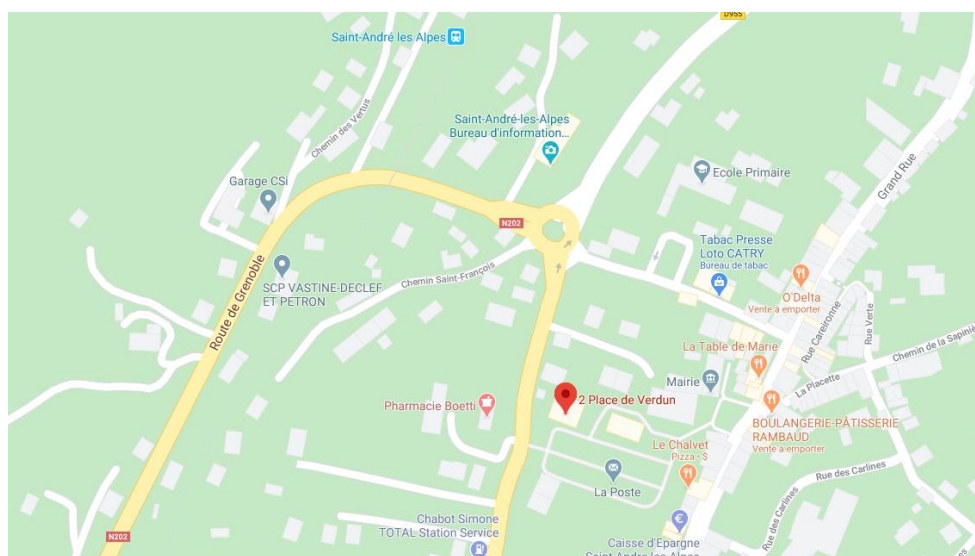 D955
Saint-André les Alpes
Chemin des Vertus
Saint-André-les-Alpes
Bureau d'information...
Ecole Primaire
Grand Rue
Garage CSi
N202
Tabac Presse
Loto CATRY
Bureau de tabac
Route de Grenoble
SCP VASTINE-DECLEF
ET PETRON
Chemin Saint-François
O'Delta
Vente à emporter
Rue Careironne
Rue Verte
La Table de Marie
Chemin de la Sapiniè
Mairie
La Placette
Pharmacie Boetti
2 Place de Verdun
BOULANGERIE-PÂTISSERIE
RAMBAUD
Vente à emporter
Le Chalvet
Pizza • $
Rue des Carlines
La Poste
Rue des Carlines
Chabot Simone
TOTAL Station Service
N202
Caisse d'Epargne
Saint-Andre les Alpes